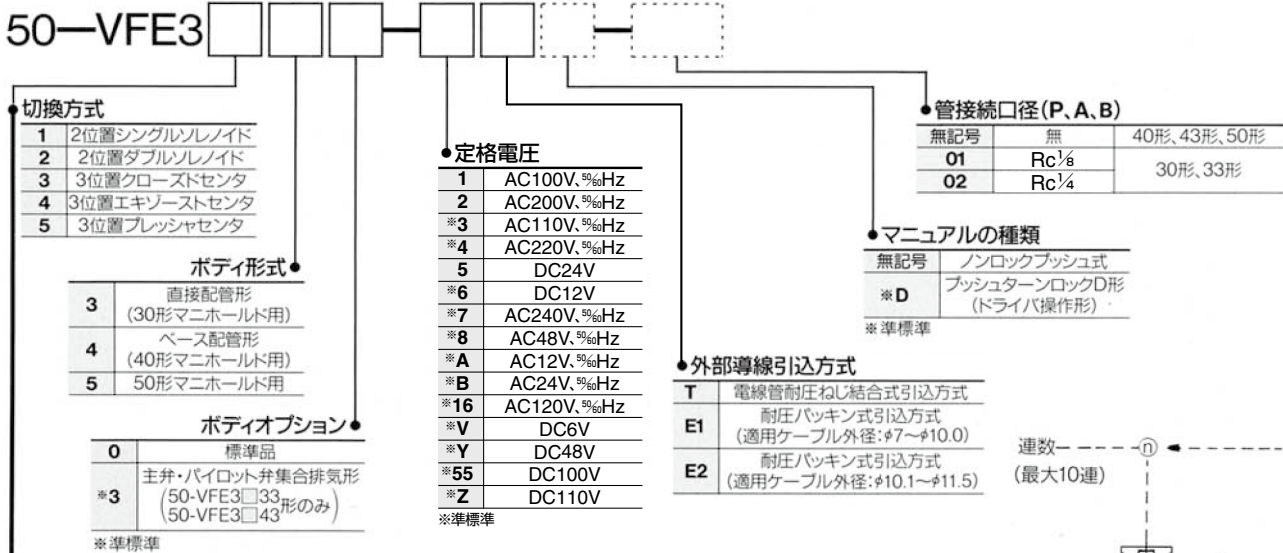 50—VFE3□□□—□□□—□
●切換方式
1 2位置シングルソレノイド
2 2位置ダブルソレノイド
3 3位置クローズドセンタ
4 3位置エキゾーストセンタ
5 3位置プレッシャセンタ
ボディ形式●
3 直接配管形
(30形マニホールド用)
4 ベース配管形
(40形マニホールド用)
5 50形マニホールド用
ボディオプション●
0 標準品
※3 主弁・パイロット弁集合排気形
(50-VFE3□33
50-VFE3□43形のみ)
※準標準
●定格電圧
1 AC100V、50/60Hz
2 AC200V、50/60Hz
※3 AC110V、50/60Hz
※4 AC220V、50/60Hz
5 DC24V
※6 DC12V
※7 AC240V、50/60Hz
※8 AC48V、50/60Hz
※A AC12V、50/60Hz
※B AC24V、50/60Hz
※16 AC120V、50/60Hz
※V DC6V
※Y DC48V
※55 DC100V
※Z DC110V
※準標準
●管接続口径(P、A、B)
無記号 無 40形、43形、50形
01 Rc1/8 30形、33形
02 Rc1/4
●マニュアルの種類
無記号 ノンロックプッシュ式
※D プッシュターンロックD形
(ドライバ操作形)
※準標準
●外部導線引込方式
T 電線管耐圧ねじ結合式引込方式
E1 耐圧パッキン式引込方式
(適用ケーブル外径:φ7〜φ10.0)
E2 耐圧パッキン式引込方式
(適用ケーブル外径:φ10.1〜φ11.5)
連数 n
(最大10連)